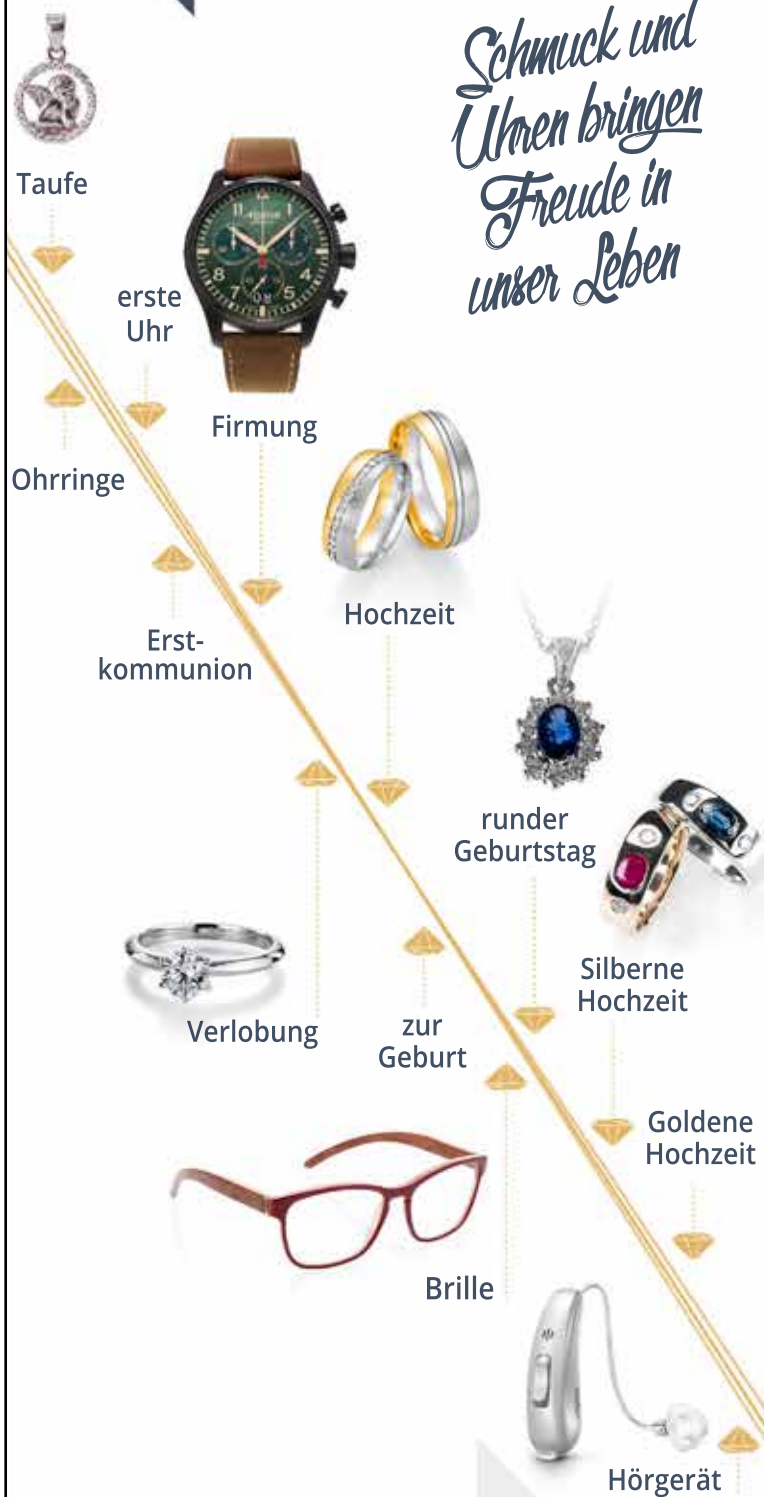 Schmuck und
Uhren bringen
Freude in
unser Leben
Taufe
erste
Uhr
Ohrringe
Firmung
Erst-
kommunion
Hochzeit
runder
Geburtstag
Verlobung
zur
Geburt
Silberne
Hochzeit
Goldene
Hochzeit
Brille
Hörgerät